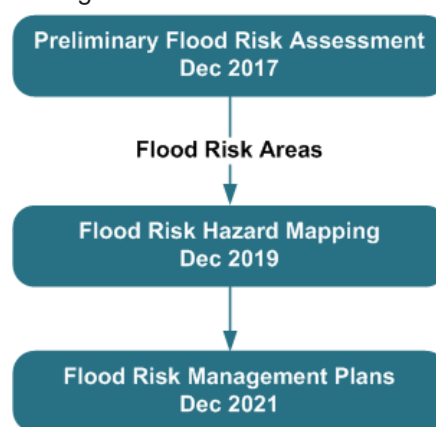 Preliminary Flood Risk Assessment
Dec 2017
Flood Risk Areas
Flood Risk Hazard Mapping
Dec 2019
Flood Risk Management Plans
Dec 2021